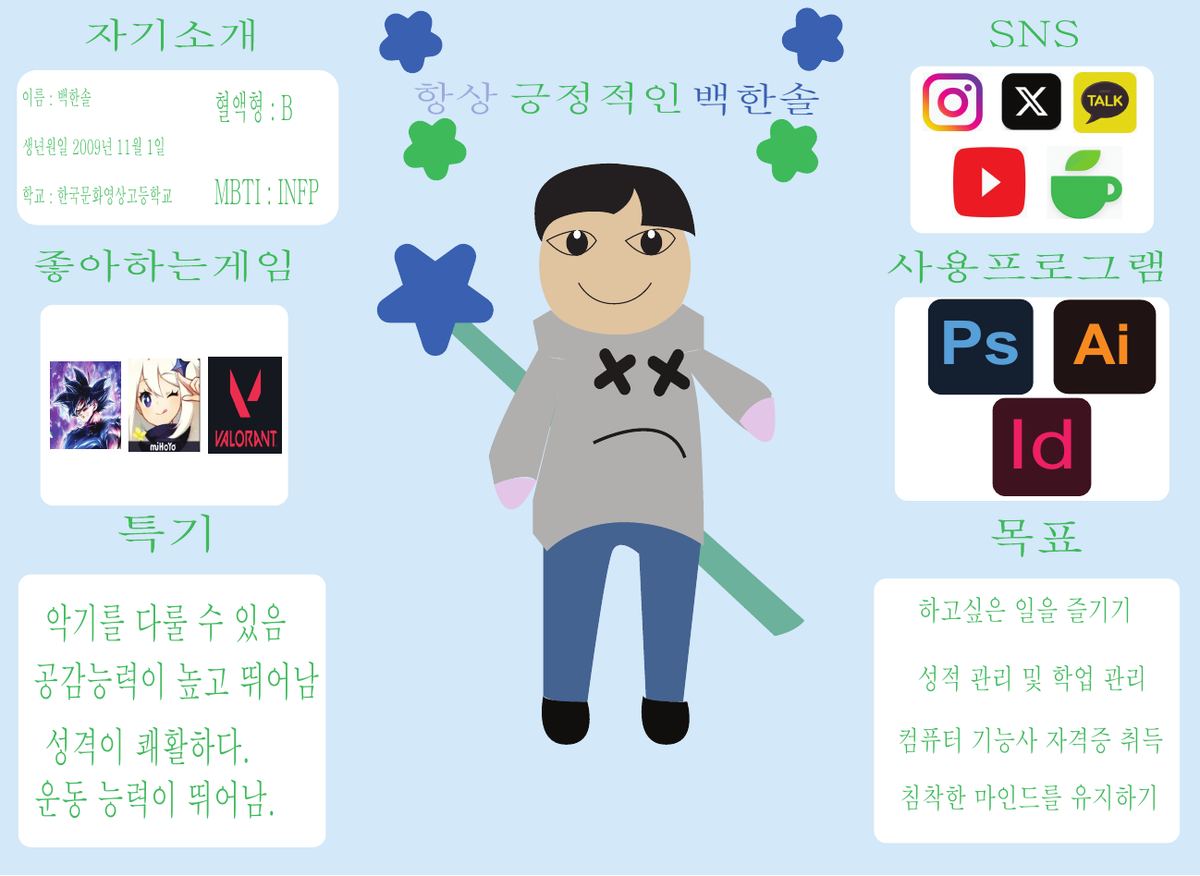 자기소개
이름 : 백한솔
혈액형 : B
생년원일 2009년 11월 1일
학교 : 한국문화영상고등학교
MBTI : INFP
좋아하는게임
miHoYo
VALORANT
특기
악기를 다룰 수 있음
공감능력이 높고 뛰어남
성격이 쾌활하다.
운동 능력이 뛰어남.
항상 긍정적인 백한솔
SNS
TALK
사용프로그램
Ps
Ai
Id
목표
하고싶은 일을 즐기기
성적 관리 및 학업 관리
컴퓨터 기능사 자격증 취득
침착한 마인드를 유지하기